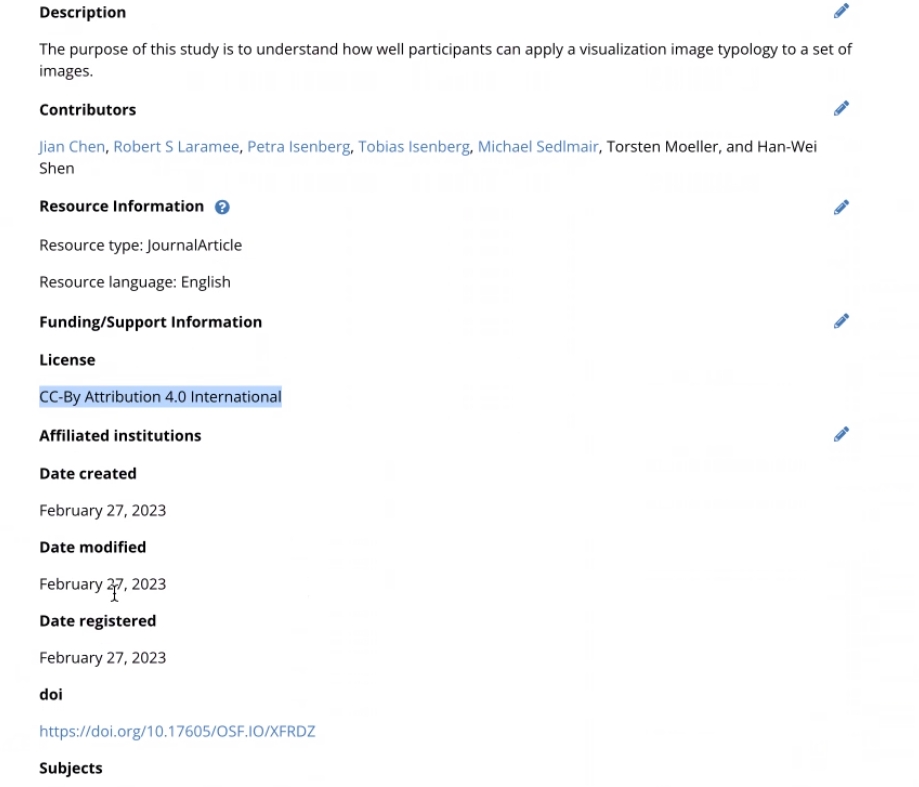 Description
The purpose of this study is to understand how well participants can apply a visualization image typology to a set of
images.
Contributors
Jian Chen, Robert S Laramee, Petra Isenberg, Tobias Isenberg, Michael Sedlmair, Torsten Moeller, and Han-Wei
Shen
Resource Information ?
Resource type: JournalArticle
Resource language: English
Funding/Support Information
License
CC-By Attribution 4.0 International
Affiliated institutions
Date created
February 27, 2023
Date modified
February 27, 2023
Date registered
February 27, 2023
doi
https://doi.org/10.17605/OSF.IO/XFRDZ
Subjects